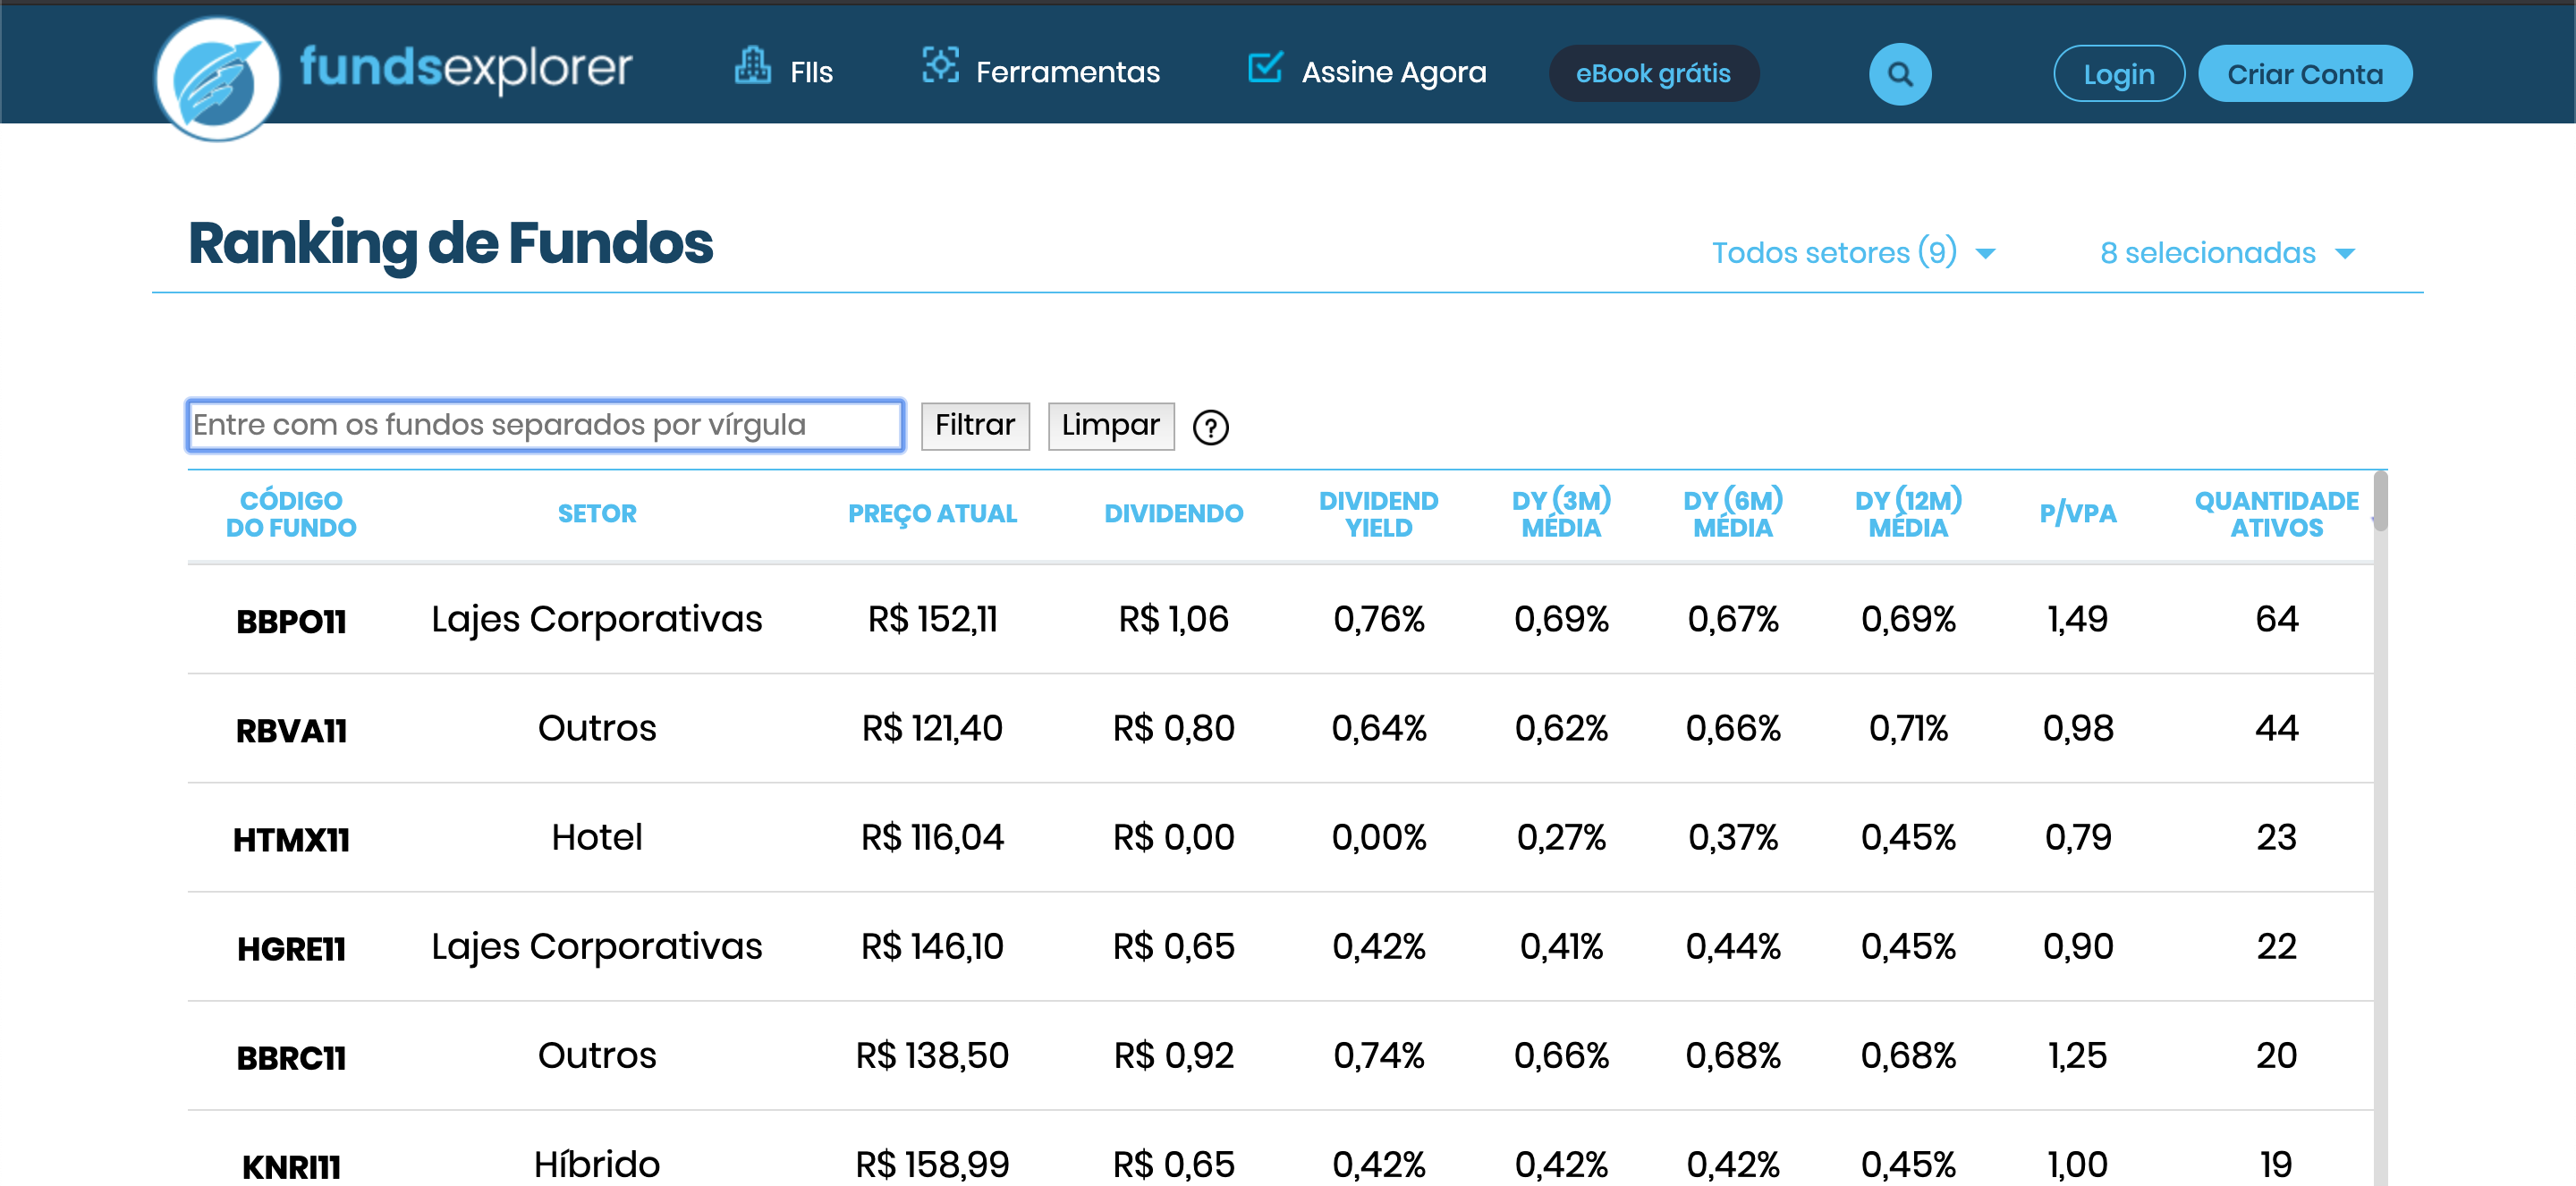 fundsexplorer FIIs Ferramentas Assine Agora eBook grátis Login Criar Conta
Ranking de Fundos Todos setores (9) 8 selecionadas
Entre com os fundos separados por vírgula Filtrar Limpar ?
CÓDIGO DO FUNDO SETOR PREÇO ATUAL DIVIDENDO DIVIDEND YIELD DY (3M) MÉDIA DY (6M) MÉDIA DY (12M) MÉDIA P/VPA QUANTIDADE ATIVOS
BBPO11 Lajes Corporativas R$ 152,11 R$ 1,06 0,76% 0,69% 0,67% 0,69% 1,49 64
RBVA11 Outros R$ 121,40 R$ 0,80 0,64% 0,62% 0,66% 0,71% 0,98 44
HTMX11 Hotel R$ 116,04 R$ 0,00 0,00% 0,27% 0,37% 0,45% 0,79 23
HGRE11 Lajes Corporativas R$ 146,10 R$ 0,65 0,42% 0,41% 0,44% 0,45% 0,90 22
BBRC11 Outros R$ 138,50 R$ 0,92 0,74% 0,66% 0,68% 0,68% 1,25 20
KNRI11 Híbrido R$ 158,99 R$ 0,65 0,42% 0,42% 0,42% 0,45% 1,00 19